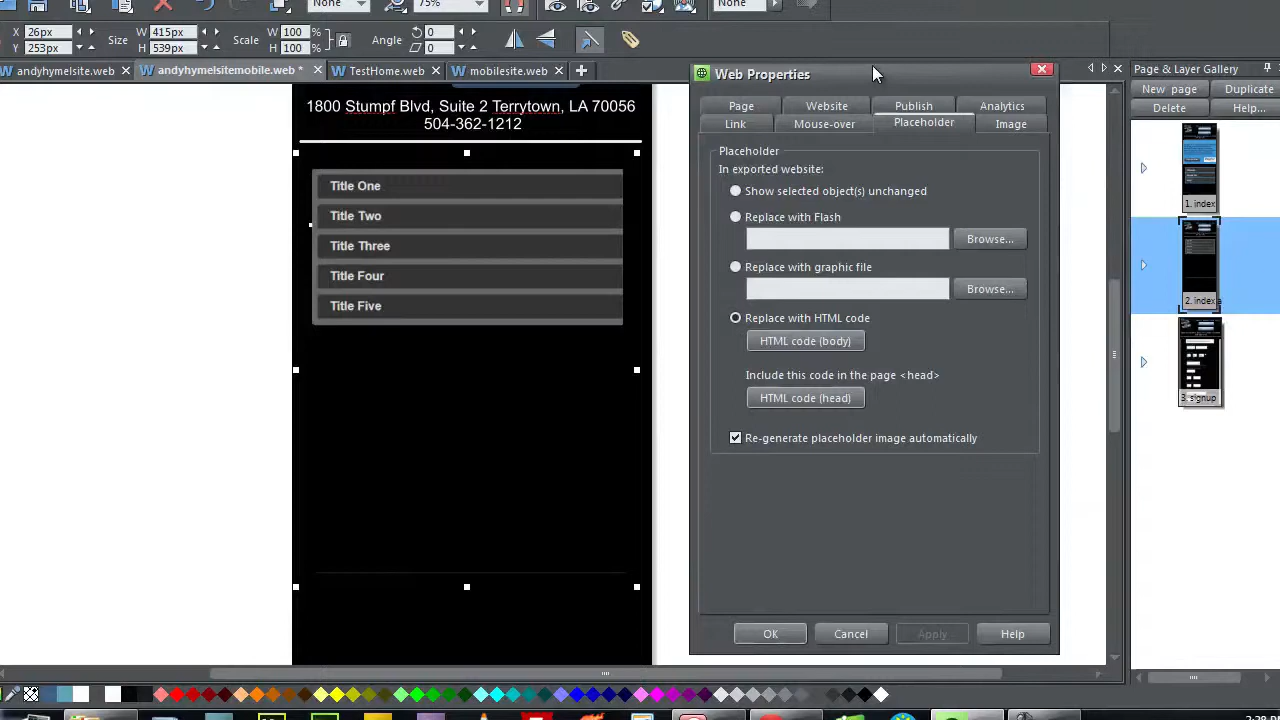 None
75%
None
X 26px
W 415px
W 100
Y 253px
Size
H 539px
Scale
H 100
%
Angle
0
0
andyhymelsite.web
andyhymelsitemobile.web *
TestHome.web
mobilesite.web
Web Properties
Page
Website
Publish
Analytics
Link
Mouse-over
Placeholder
Image
Placeholder
In exported website:
Show selected object(s) unchanged
Replace with Flash
Browse...
Replace with graphic file
Browse...
Replace with HTML code
HTML code (body)
Include this code in the page <head>
HTML code (head)
Re-generate placeholder image automatically
OK
Cancel
Apply
Help
1800 Stumpf Blvd, Suite 2 Terrytown, LA 70056
504-362-1212
Title One
Title Two
Title Three
Title Four
Title Five
Page & Layer Gallery
New page
Duplicate
Delete
Help...
1. index
2. index
3. signup